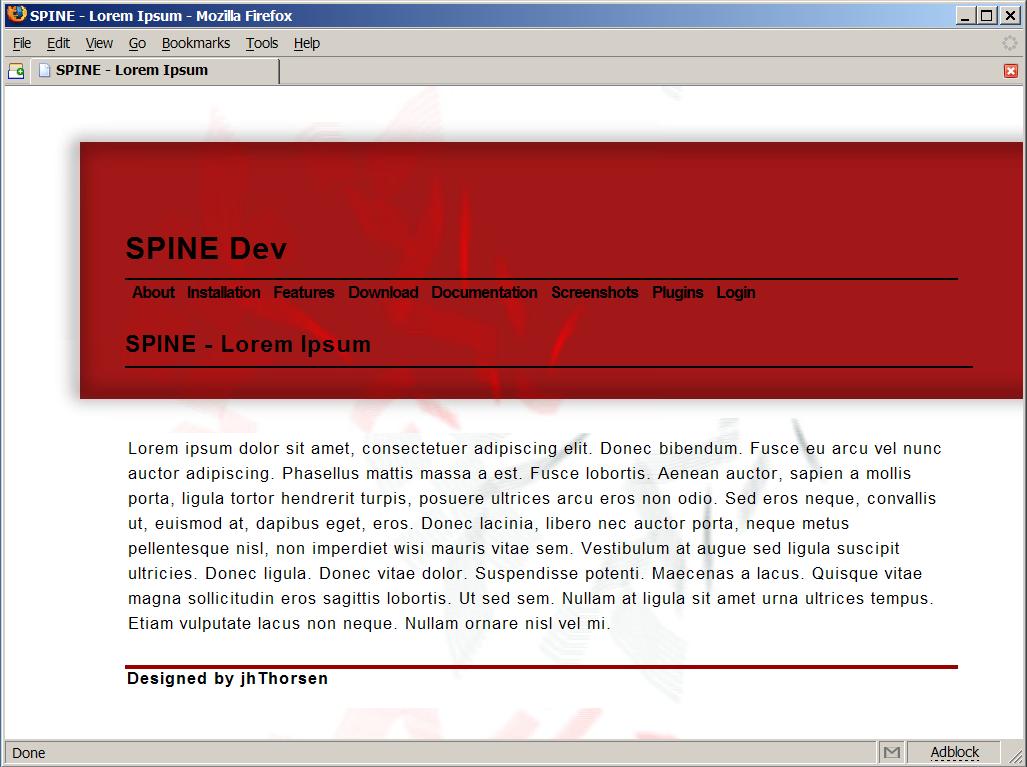 SPINE - Lorem Ipsum - Mozilla Firefox
File Edit View Go Bookmarks Tools Help
SPINE - Lorem Ipsum
SPINE Dev
About Installation Features Download Documentation Screenshots Plugins Login
SPINE - Lorem Ipsum
Lorem ipsum dolor sit amet, consectetuer adipiscing elit. Donec bibendum. Fusce eu arcu vel nunc
auctor adipiscing. Phasellus mattis massa a est. Fusce lobortis. Aenean auctor, sapien a mollis
porta, ligula tortor hendrerit turpis, posuere ultrices arcu eros non odio. Sed eros neque, convallis
ut, euismod at, dapibus eget, eros. Donec lacinia, libero nec auctor porta, neque metus
pellentesque nisl, non imperdiet wisi mauris vitae sem. Vestibulum at augue sed ligula suscipit
ultricies. Donec ligula. Donec vitae dolor. Suspendisse potenti. Maecenas a lacus. Quisque vitae
magna sollicitudin eros sagittis lobortis. Ut sed sem. Nullam at ligula sit amet urna ultrices tempus.
Etiam vulputate lacus non neque. Nullam ornare nisl vel mi.
Designed by jhThorsen
Done Adblock